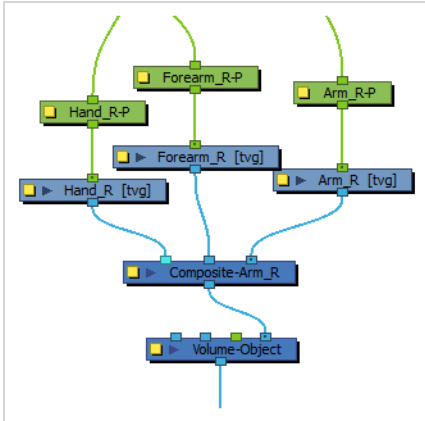 Forearm_R-P
Arm_R-P
Hand_R-P
Forearm_R [tvg]
Hand_R [tvg]
Arm_R [tvg]
Composite-Arm_R
Volume-Object